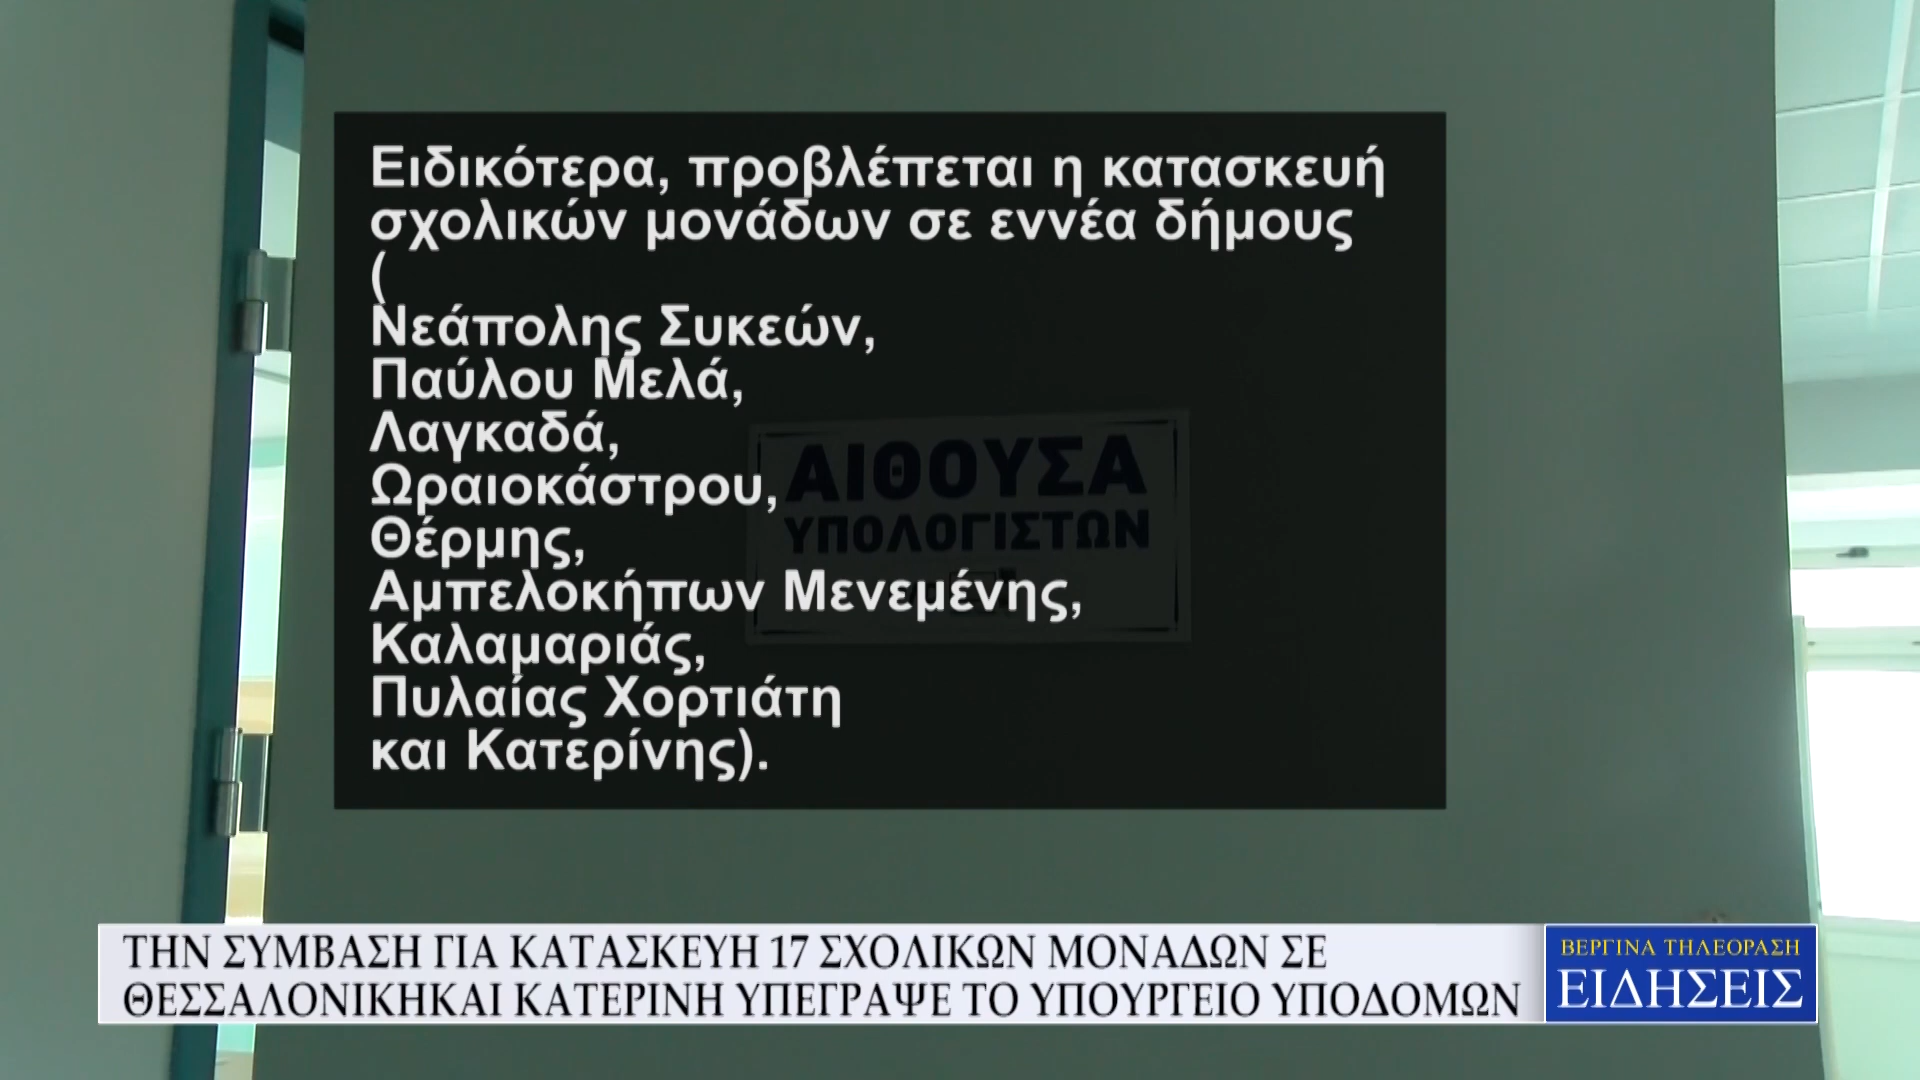 Ειδικότερα, προβλέπεται η κατασκευή
σχολικών μονάδων σε εννέα δήμους
(
Νεάπολης Συκεών,
Παύλου Μελά,
Λαγκαδά,
Ωραιοκάστρου,
Θέρμης,
Αμπελοκήπων Μενεμένης,
Καλαμαριάς,
Πυλαίας Χορτιάτη
και Κατερίνης).
ΑΙΘΟΥΣΑ
ΥΠΟΛΟΓΙΣΤΩΝ
ΤΗΝ ΣΥΜΒΑΣΗ ΓΙΑ ΚΑΤΑΣΚΕΥΗ 17 ΣΧΟΛΙΚΩΝ ΜΟΝΑΔΩΝ ΣΕ
ΘΕΣΣΑΛΟΝΙΚΗΚΑΙ ΚΑΤΕΡΙΝΗ ΥΠΕΓΡΑΨΕ ΤΟ ΥΠΟΥΡΓΕΙΟ ΥΠΟΔΟΜΩΝ
ΒΕΡΓΙΝΑ ΤΗΛΕΟΡΑΣΗ
ΕΙΔΗΣΕΙΣ